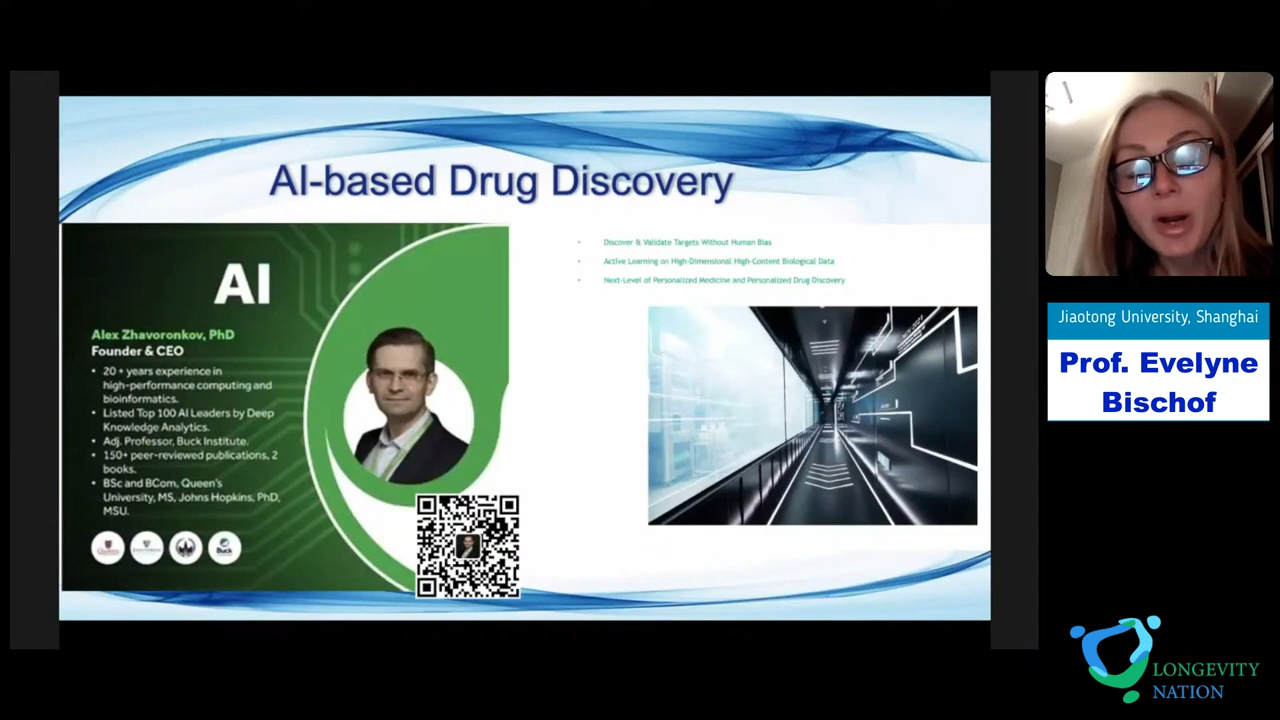 AI-based Drug Discovery
AI
Alex Zhavoronkov, PhD
Founder & CEO
• 20 + years experience in
high-performance computing and
bioinformatics.
• Listed Top 100 AI Leaders by Deep
Knowledge Analytics.
• Adj. Professor, Buck Institute.
• 150+ peer-reviewed publications, 2
books.
• BSc and BCom, Queen's
University, MS, Johns Hopkins, PhD,
MSU.
Buck
• Discover & Validate Targets Without Human Bias
• Active Learning on High-Dimensional High-Content Biological Data
• Next-Level of Personalized Medicine and Personalized Drug Discovery
Jiaotong University, Shanghai
Prof. Evelyne
Bischof
LONGEVITY
NATION